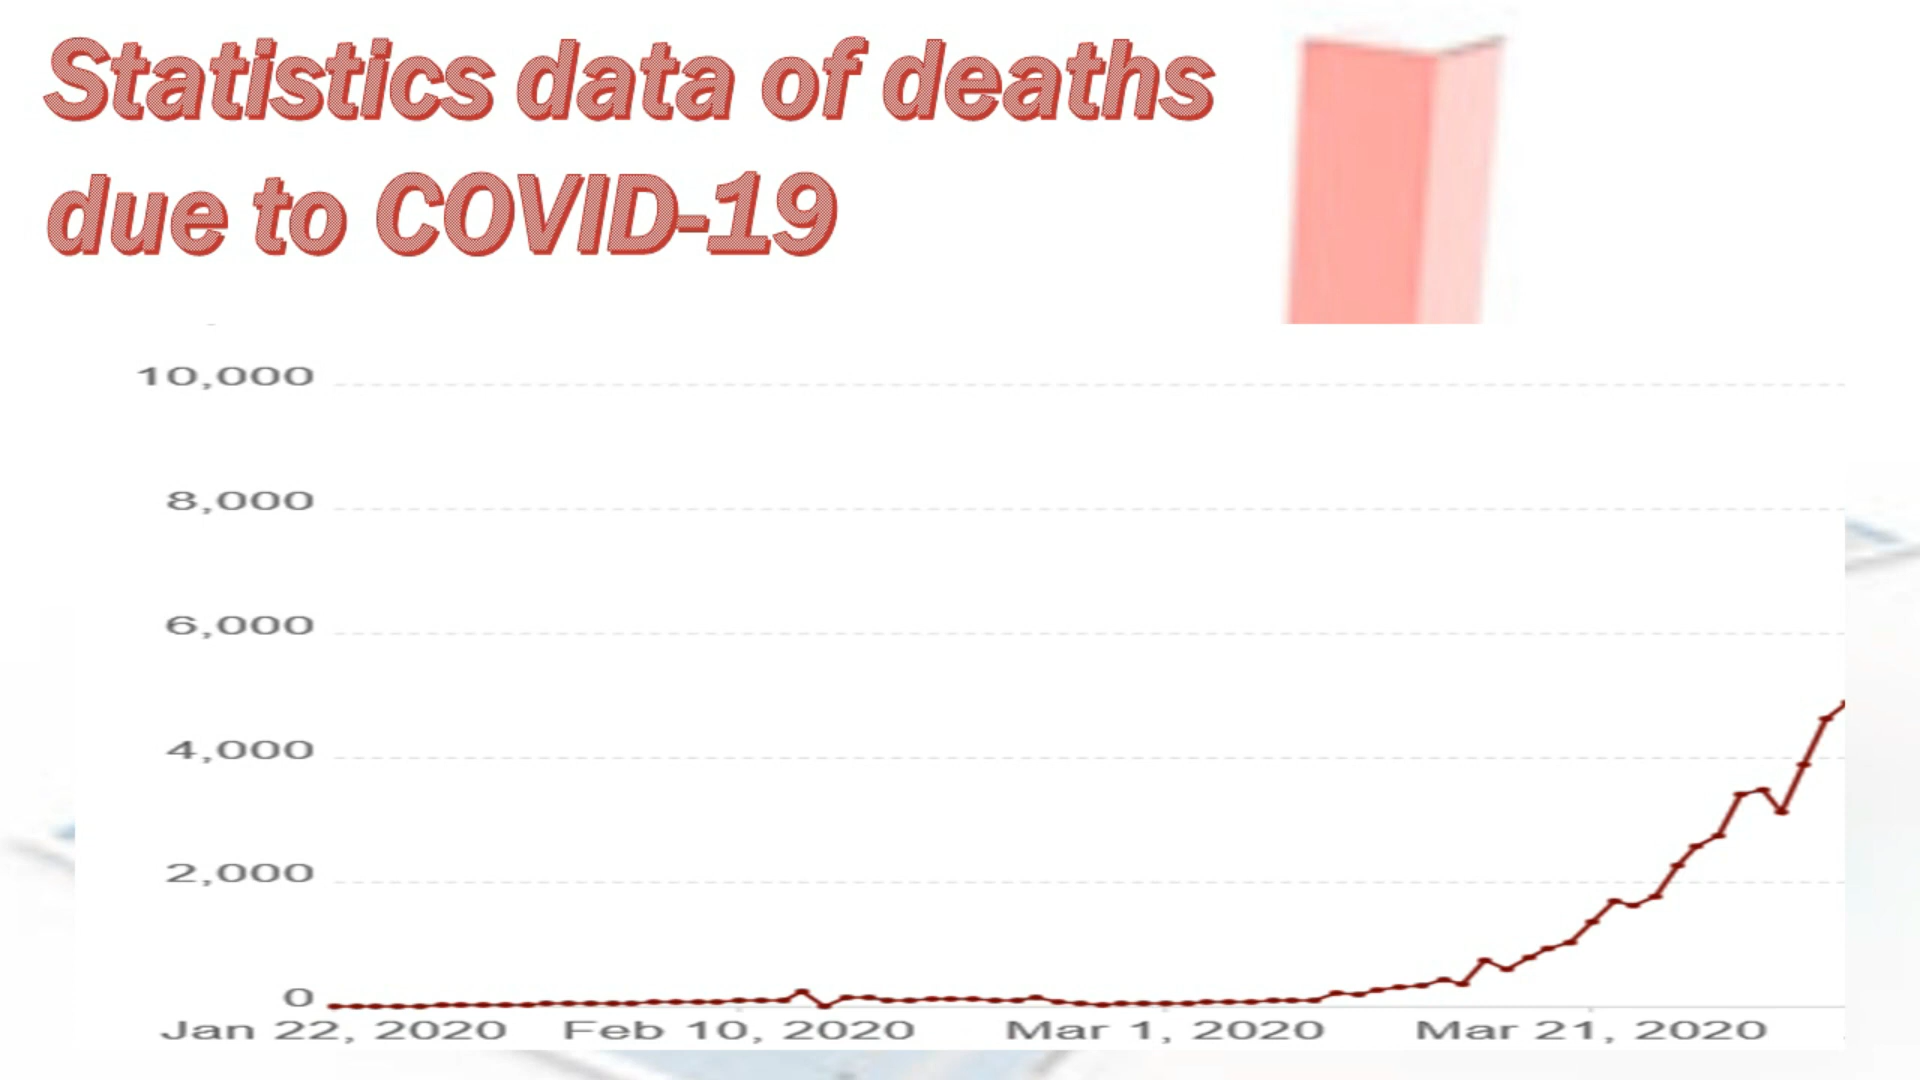 Statistics data of deaths
due to COVID-19
10,000
8,000
6,000
4,000
2,000
0
Jan 22, 2020 Feb 10, 2020 Mar 1, 2020 Mar 21, 2020